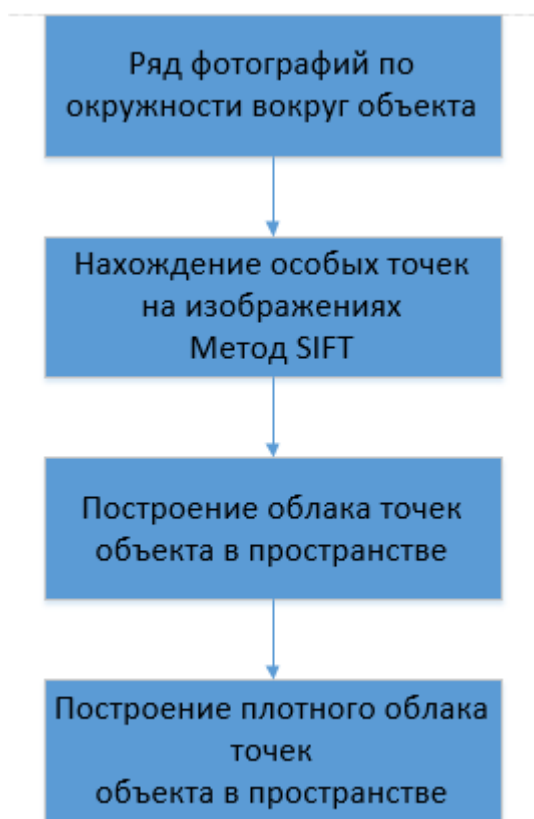 Ряд фотографий по
окружности вокруг объекта
Нахождение особых точек
на изображениях
Метод SIFT
Построение облака точек
объекта в пространстве
Построение плотного облака
точек
объекта в пространстве